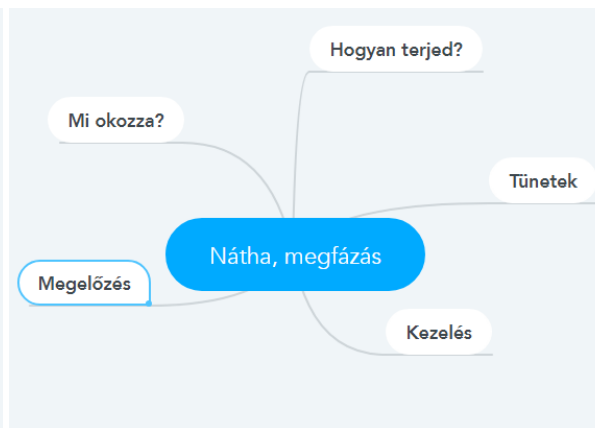 Hogyan terjed?
Mi okozza?
Tünetek
Nátha, megfázás
Megelőzés
Kezelés